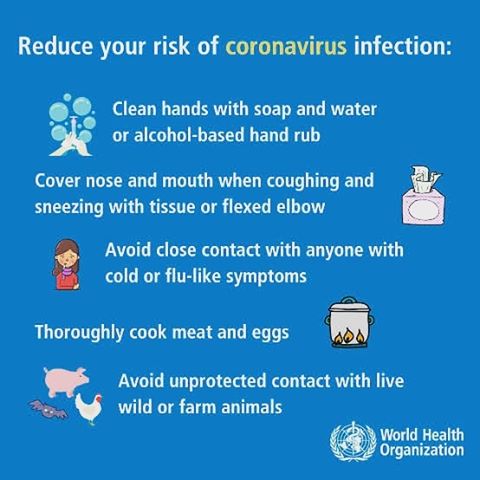 Reduce your risk of coronavirus infection:
Clean hands with soap and water
or alcohol-based hand rub
Cover nose and mouth when coughing and
sneezing with tissue or flexed elbow
Avoid close contact with anyone with
cold or flu-like symptoms
Thoroughly cook meat and eggs
Avoid unprotected contact with live
wild or farm animals
World Health
Organization